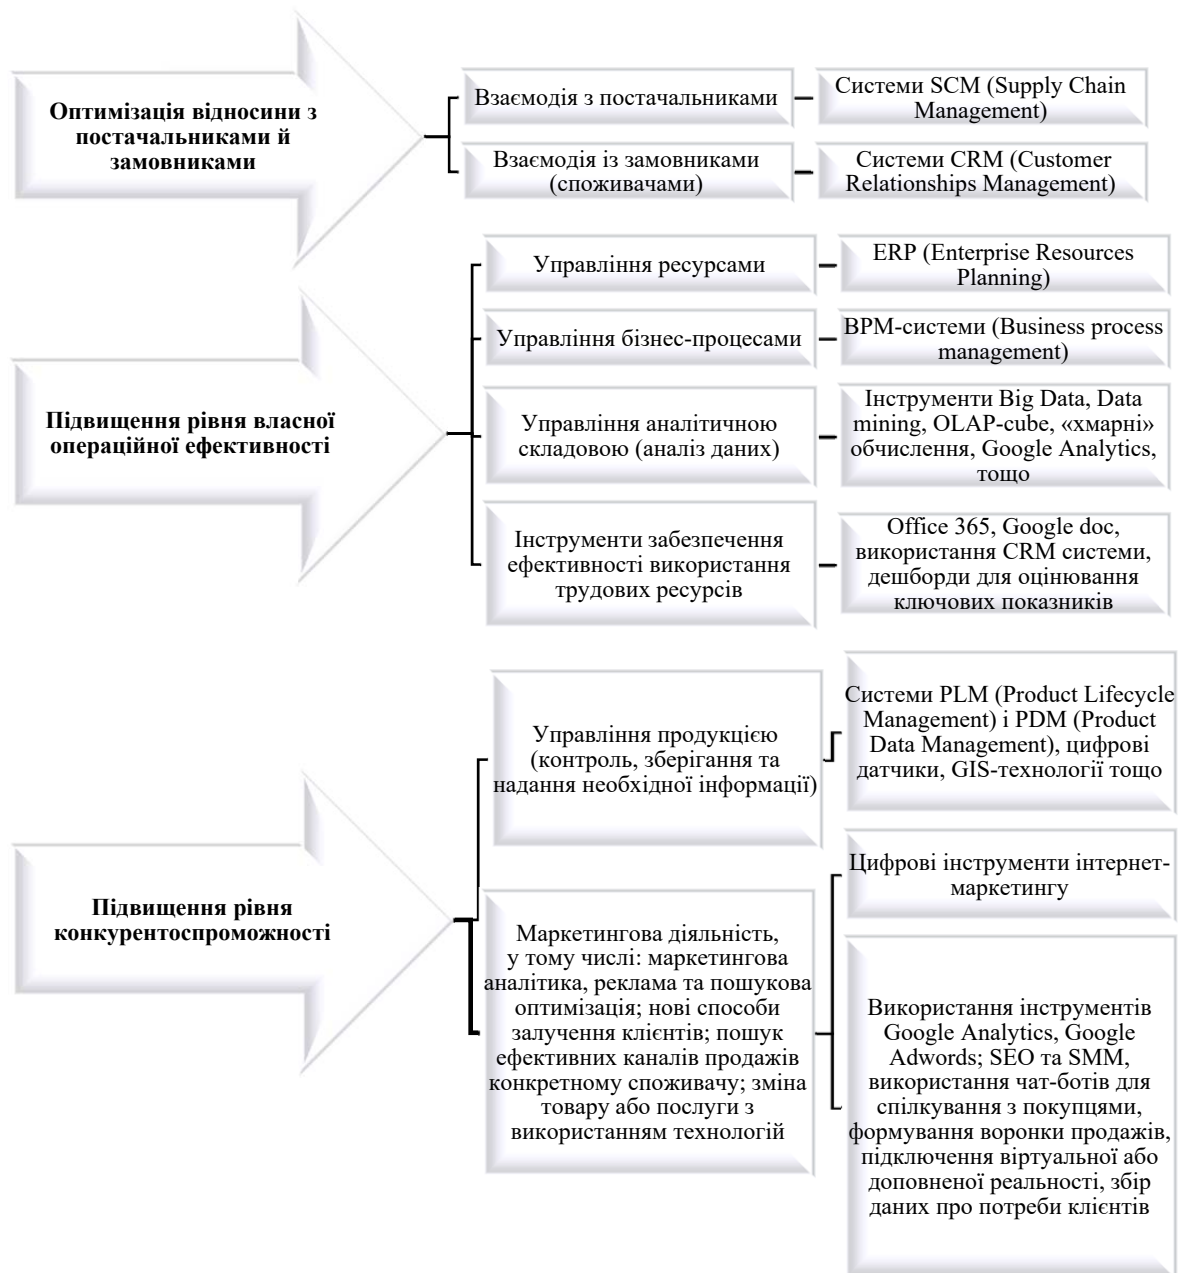 Оптимізація відносини з
постачальниками й
замовниками
Взаємодія з постачальниками
Системи SCM (Supply Chain
Management)
Взаємодія із замовниками
(споживачами)
Системи CRM (Customer
Relationships Management)
Підвищення рівня власної
операційної ефективності
Управління ресурсами
ERP (Enterprise Resources
Planning)
Управління бізнес-процесами
BPM-системи (Business process
management)
Управління аналітичною
складовою (аналіз даних)
Інструменти Big Data, Data
mining, OLAP-cube, «хмарні»
обчислення, Google Analytics,
тощо
Інструменти забезпечення
ефективності використання
трудових ресурсів
Office 365, Google doc,
використання CRM системи,
дешборди для оцінювання
ключових показників
Підвищення рівня
конкурентоспроможності
Управління продукцією
(контроль, зберігання та
надання необхідної інформації)
Системи PLM (Product Lifecycle
Management) і PDM (Product
Data Management), цифрові
датчики, GIS-технології тощо
Маркетингова діяльність,
у тому числі: маркетингова
аналітика, реклама та пошукова
оптимізація; нові способи
залучення клієнтів; пошук
ефективних каналів продажів
конкретному споживачу; зміна
товару або послуги з
використанням технологій
Цифрові інструменти інтернет-
маркетингу
Використання інструментів
Google Analytics, Google
Adwords; SEO та SMM,
використання чат-ботів для
спілкування з покупцями,
формування воронки продажів,
підключення віртуальної або
доповненої реальності, збір
даних про потреби клієнтів